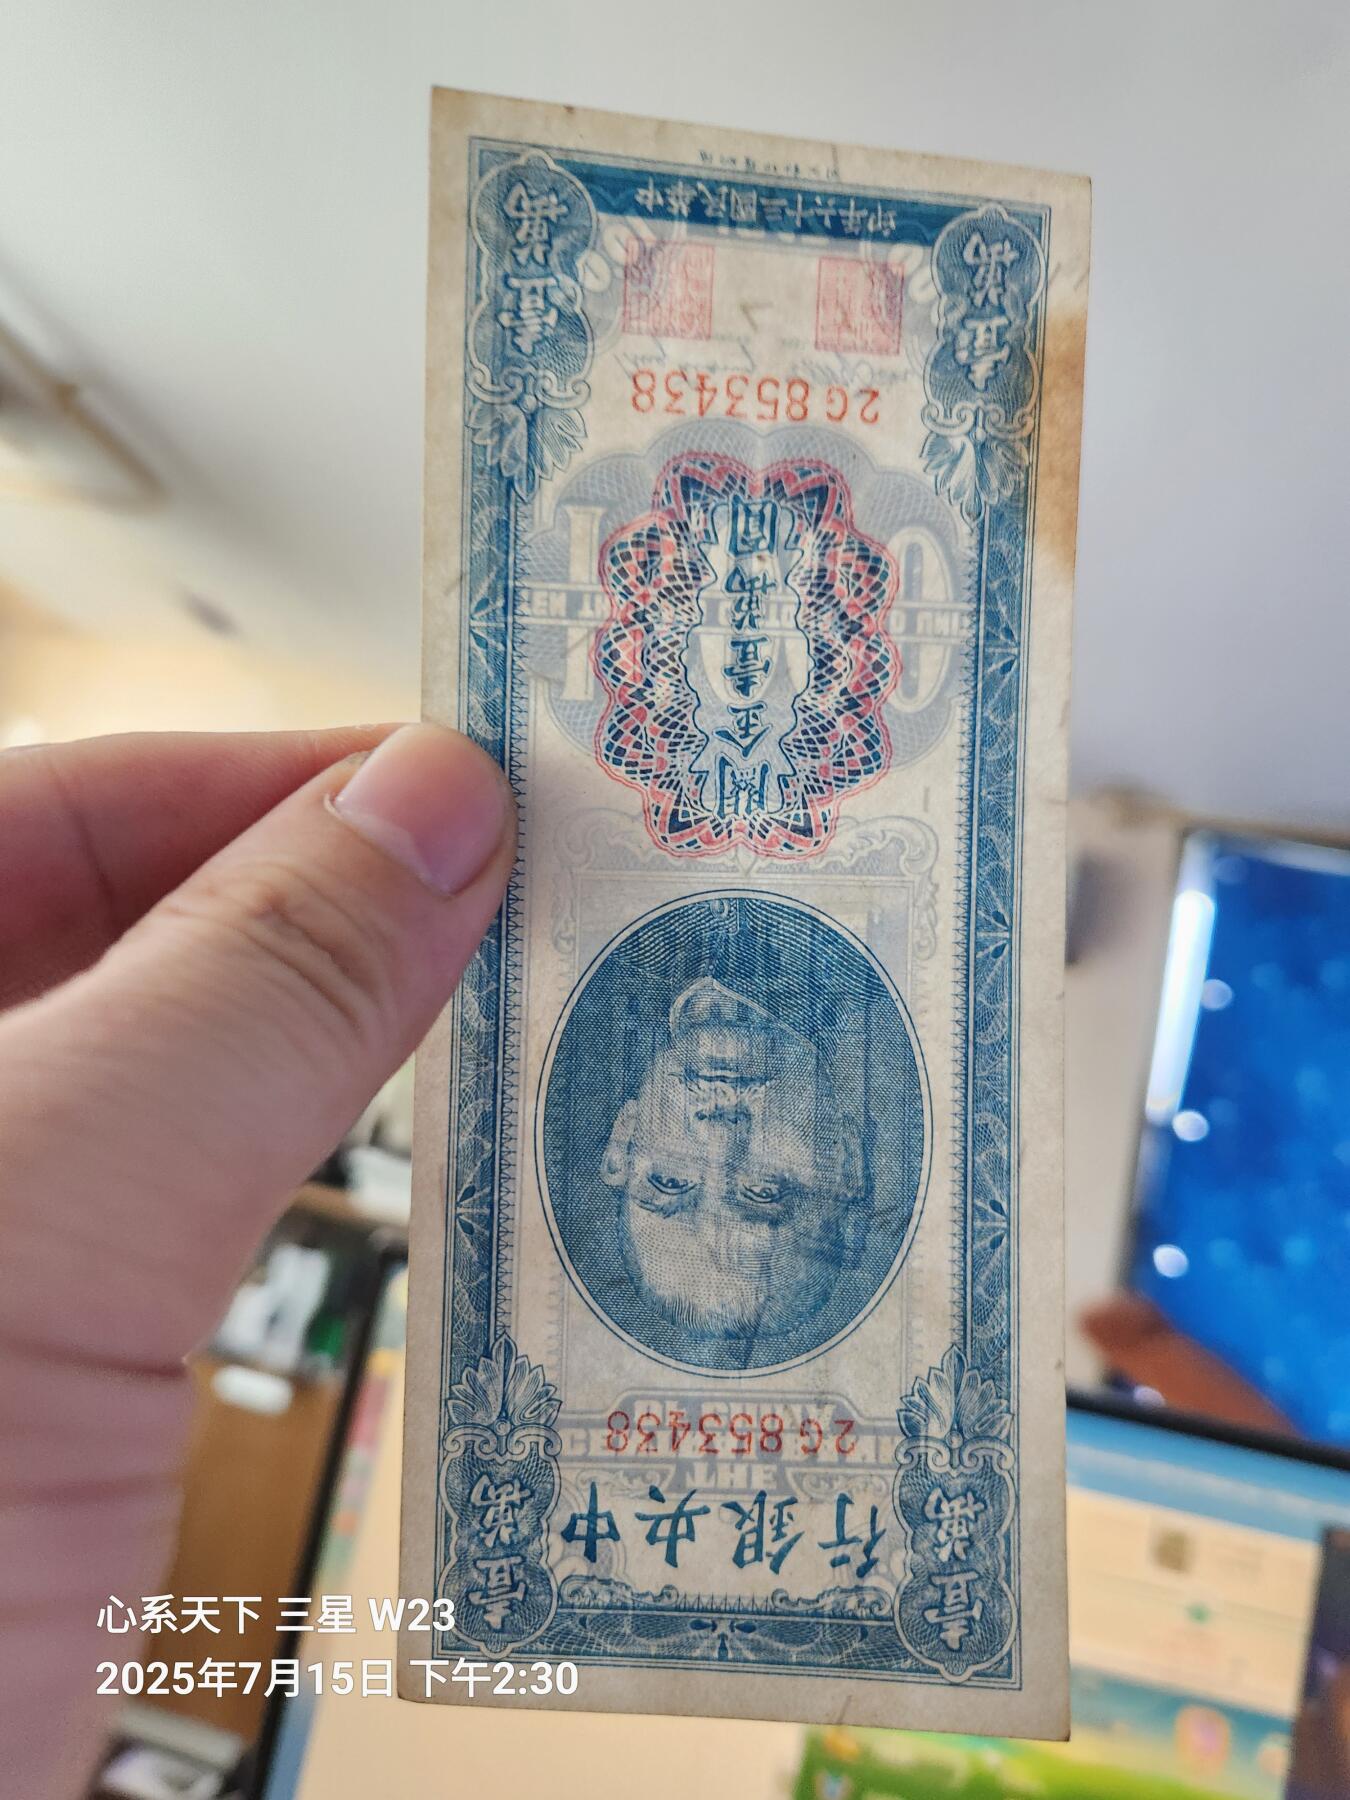 中央銀行
壹萬
壹萬
2G853438
關金壹萬圓
2G853438
壹萬
壹萬
中華民國三十六年印
THE
心系天下 三星 W23
2025年7月15日 下午2:30